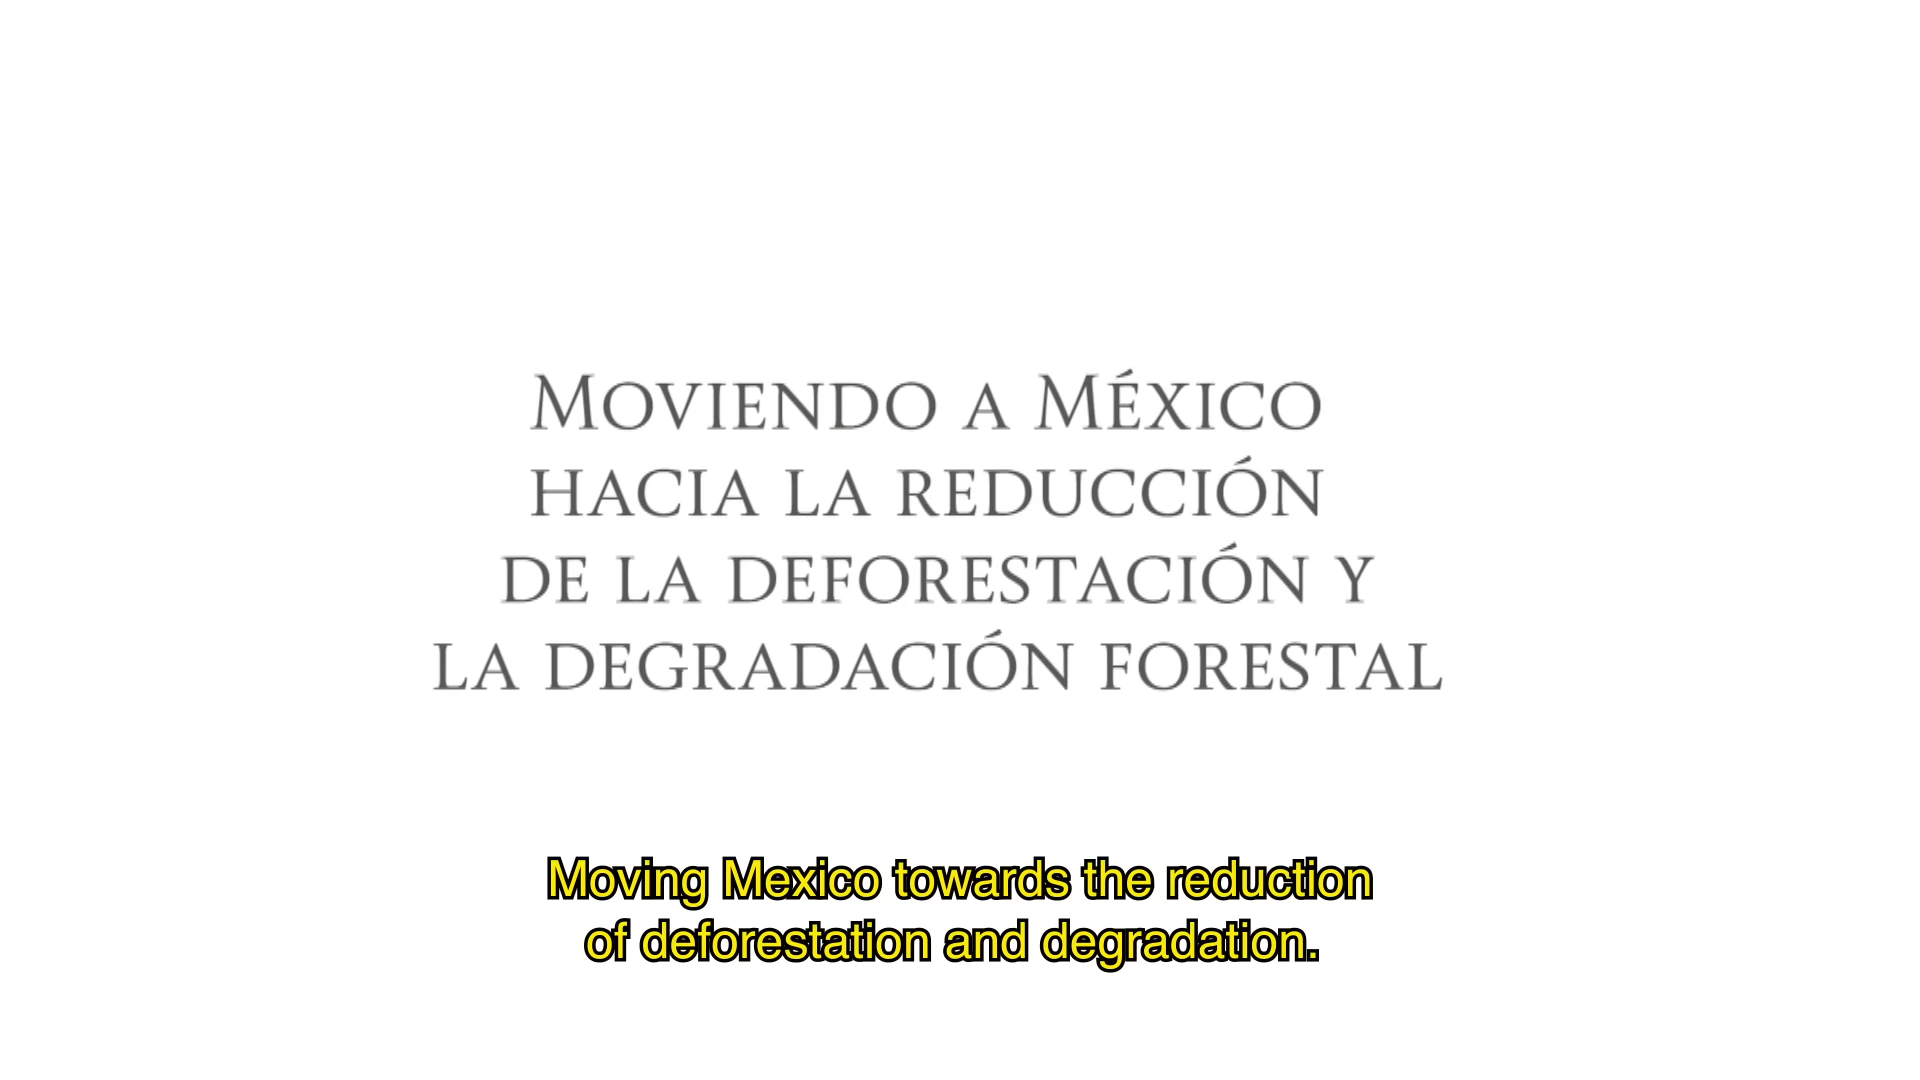 Moviendo a México
hacia la reducción
de la deforestación y
la degradación forestal
Moving Mexico towards the reduction
of deforestation and degradation.